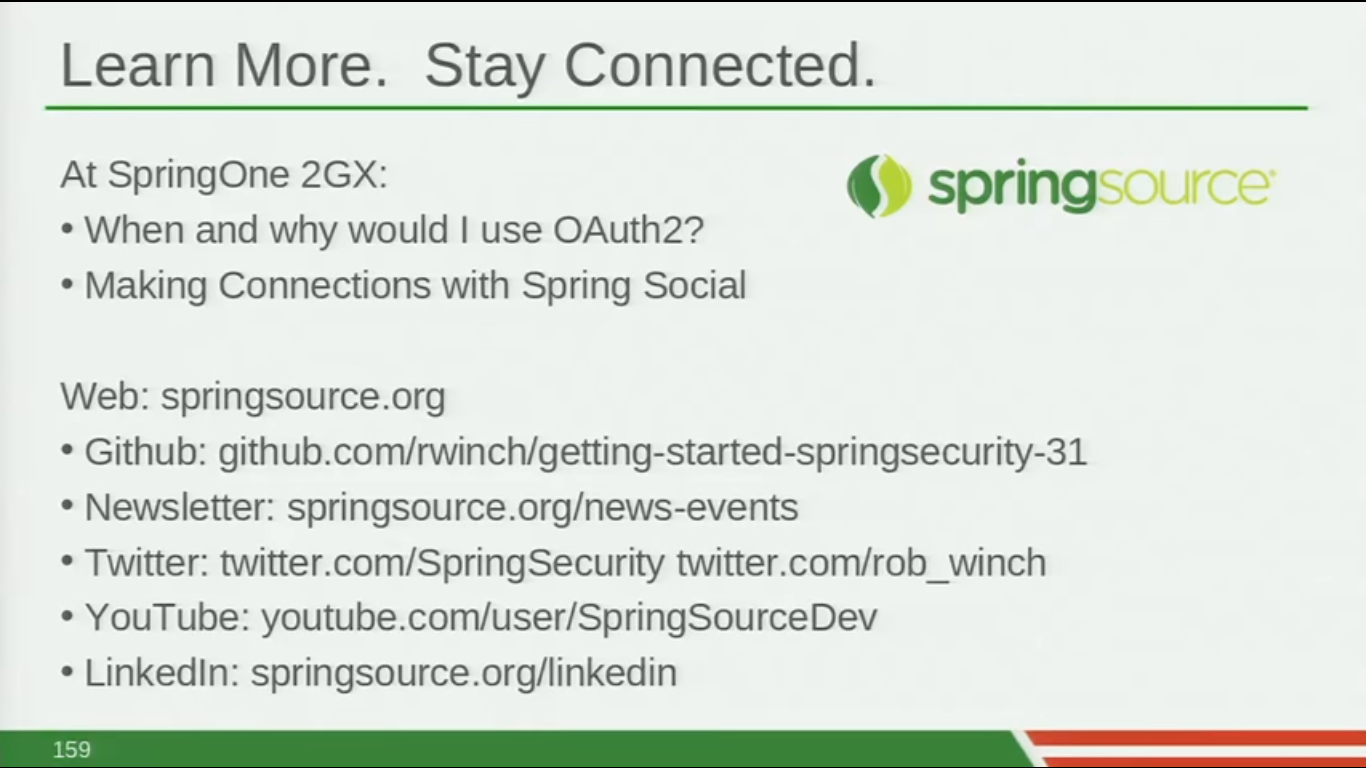 Learn More.  Stay Connected.
At SpringOne 2GX:
springsource
• When and why would I use OAuth2?
• Making Connections with Spring Social
Web: springsource.org
• Github: github.com/rwinch/getting-started-springsecurity-31
• Newsletter: springsource.org/news-events
• Twitter: twitter.com/SpringSecurity twitter.com/rob_winch
• YouTube: youtube.com/user/SpringSourceDev
• LinkedIn: springsource.org/linkedin
159